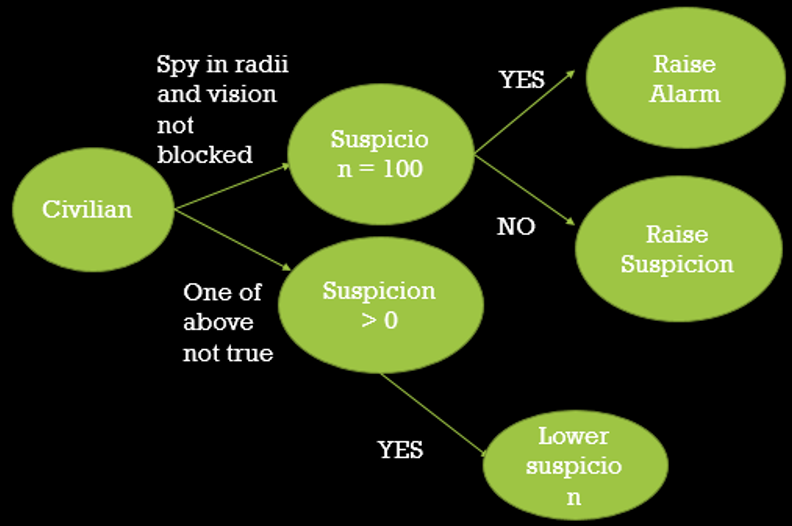 Spy in radii
and vision
not
blocked
Civilian
Suspicio
n = 100
YES
Raise
Alarm
NO
Raise
Suspicion
One of
above
not true
Suspicion
> 0
YES
Lower
suspicio
n